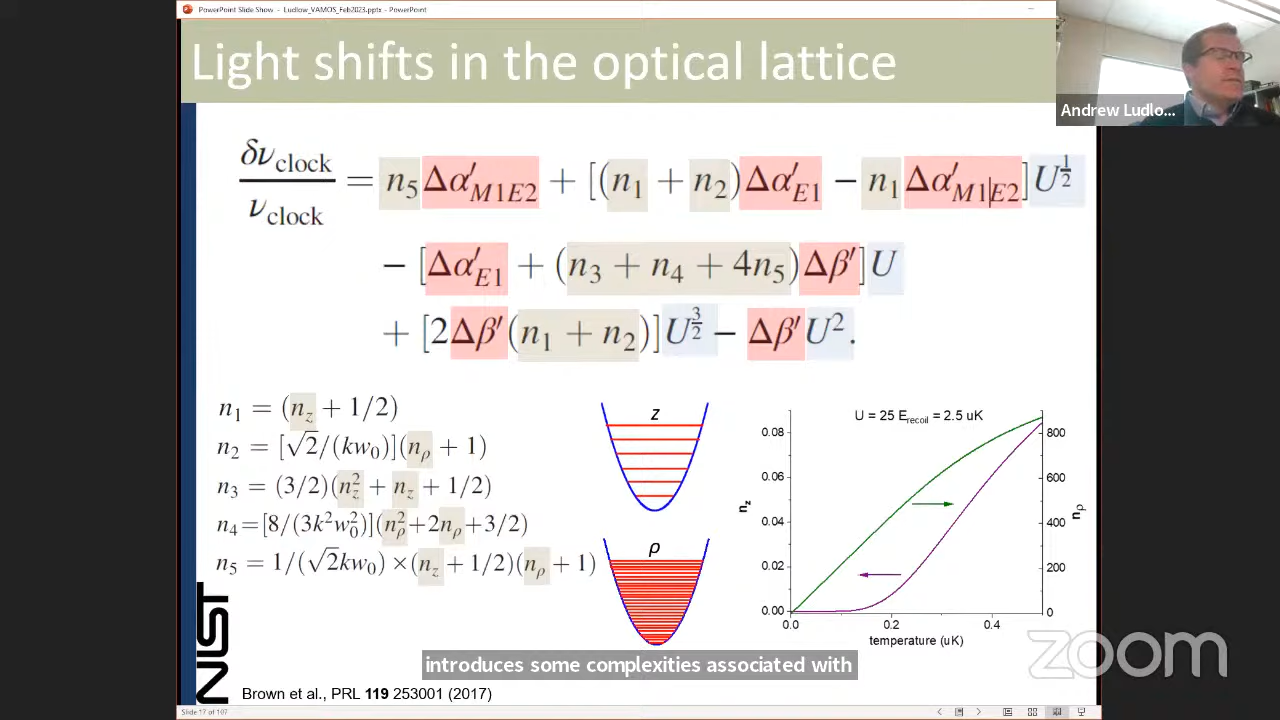 PowerPoint Slide Show - Ludlow_VAMOS_Feb2023.pptx - PowerPoint
Light shifts in the optical lattice
Andrew Ludlo...
δν_clock / ν_clock = n₅Δα′_M1E2 + [(n₁ + n₂)Δα′_E1 − n₁Δα′_M1E2]U^½
− [Δα′_E1 + (n₃ + n₄ + 4n₅)Δβ′]U
+ [2Δβ′(n₁ + n₂)]U^(3/2) − Δβ′U².
n₁ = (n_z + 1/2)
n₂ = [√2/(kw₀)](n_ρ + 1)
n₃ = (3/2)(n_z² + n_z + 1/2)
n₄=[8/(3k²w₀²)](n_ρ²+2n_ρ+3/2)
n₅ = 1/(√2kw₀) ×(n_z + 1/2)(n_ρ + 1)
z
ρ
U = 25 E_recoil = 2.5 uK
0.08
0.06
0.04
0.02
0.00
n_z
800
600
400
200
0
n_ρ
0.0 0.2 0.4
temperature (uK)
NIST
introduces some complexities associated with
zoom
Brown et al., PRL 119 253001 (2017)
Slide 17 of 107